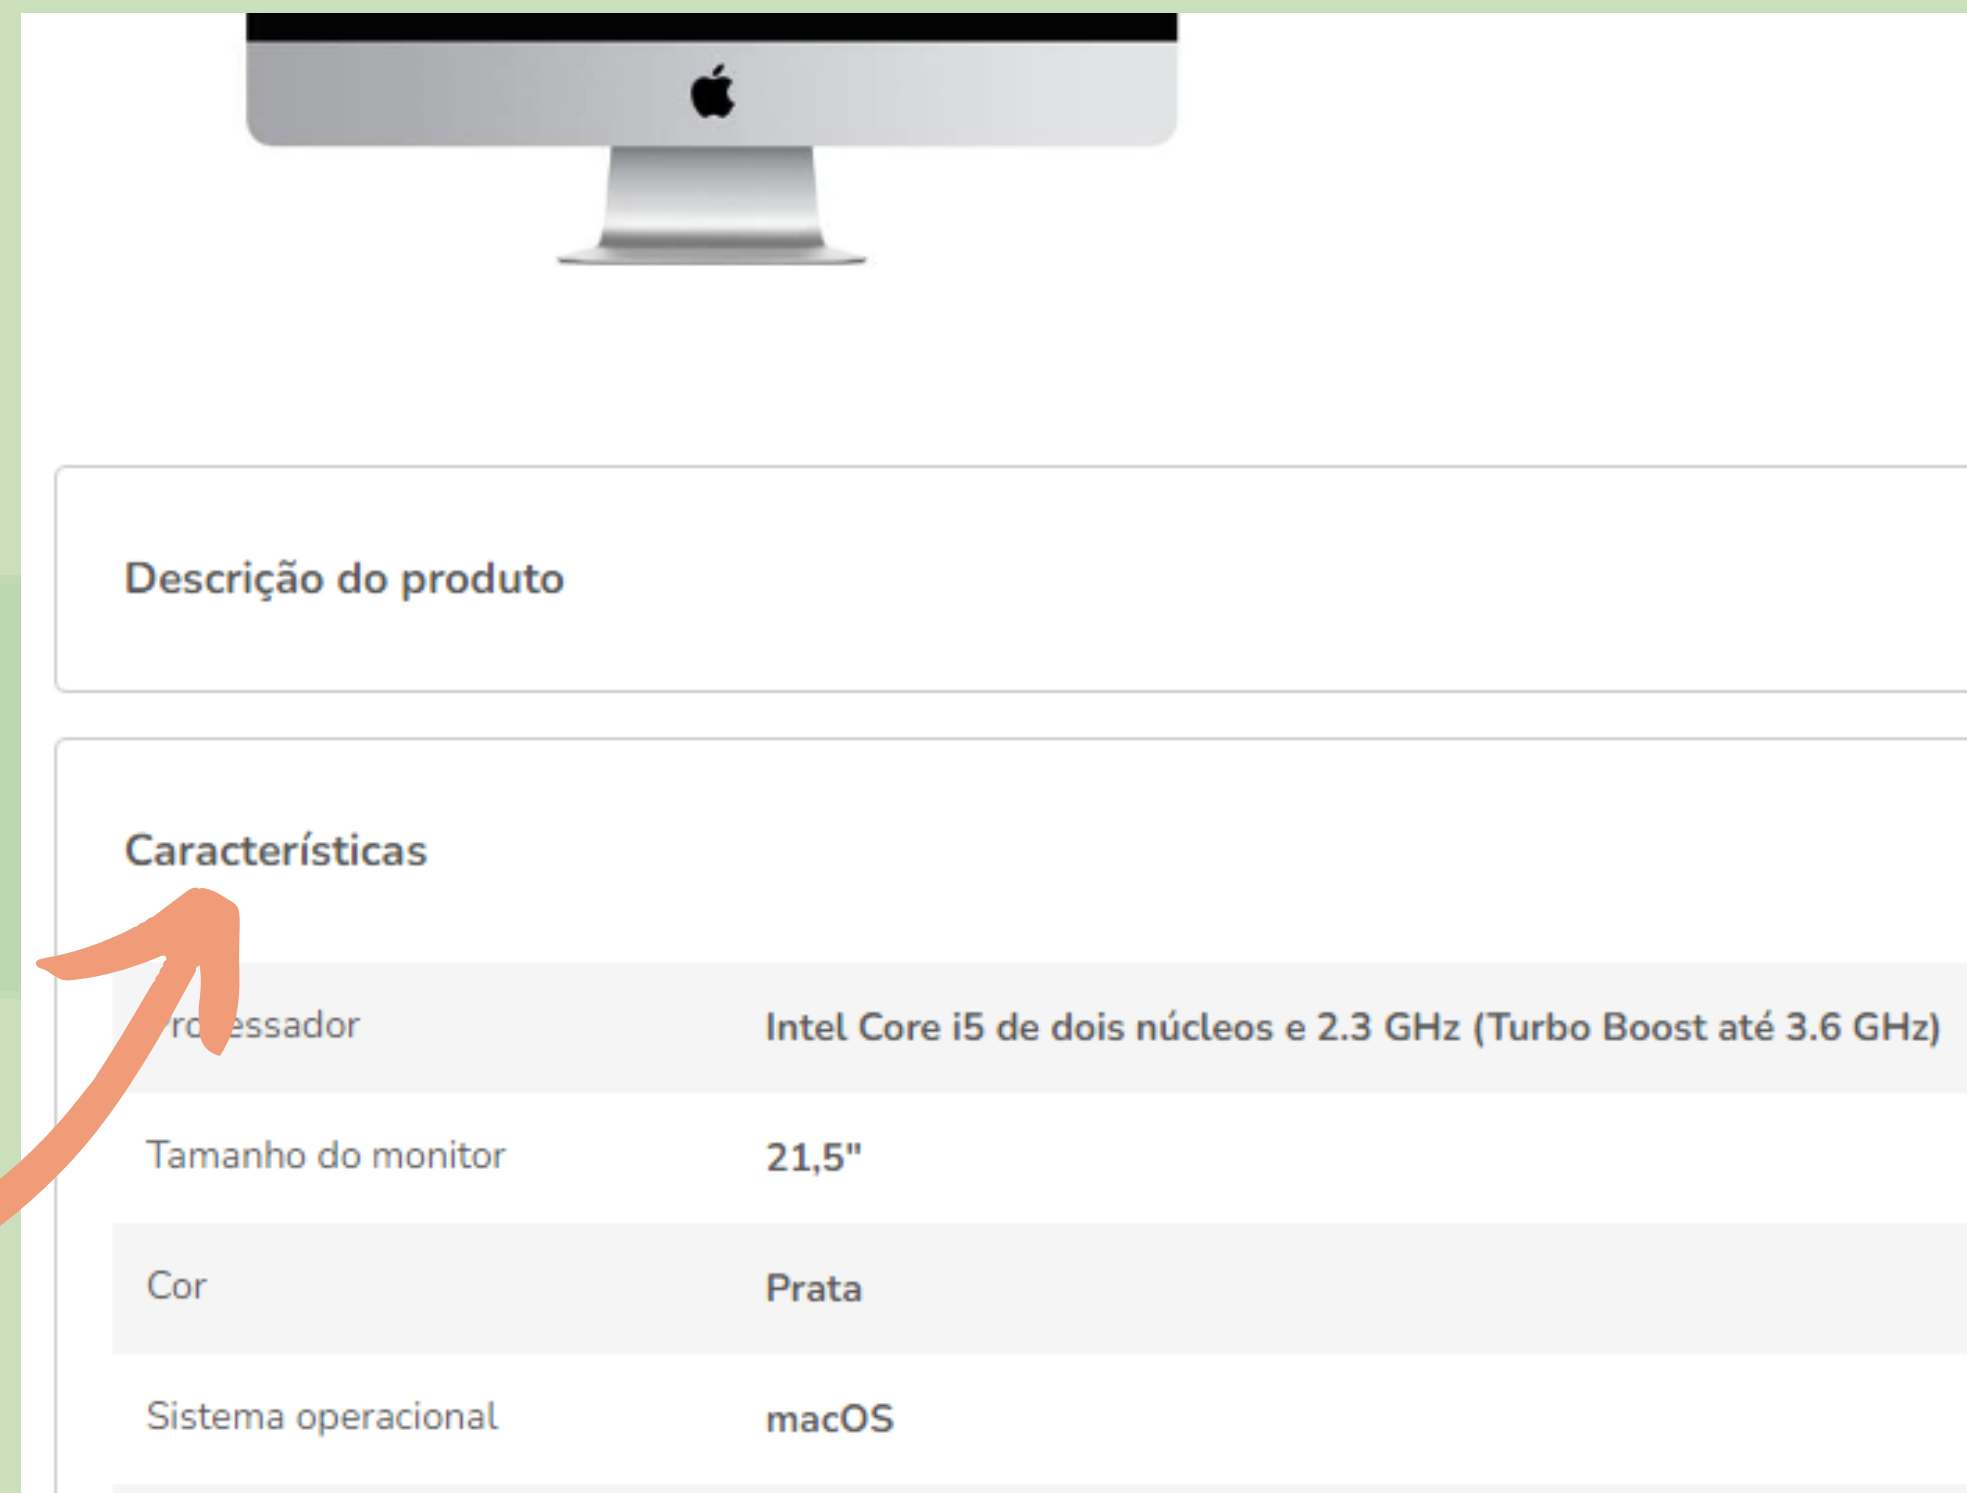 Descrição do produto
Características
Processador Intel Core i5 de dois núcleos e 2.3 GHz (Turbo Boost até 3.6 GHz)
Tamanho do monitor 21,5"
Cor Prata
Sistema operacional macOS